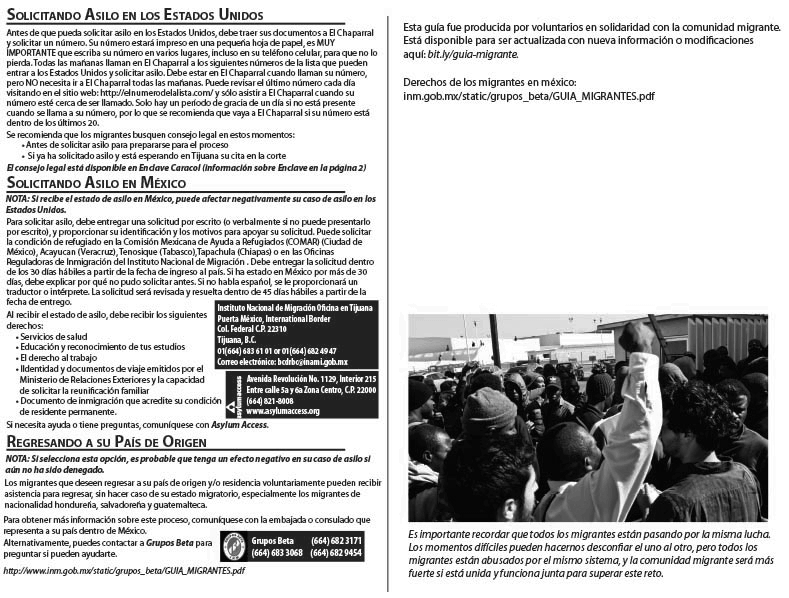 SOLICITANDO ASILO EN LOS ESTADOS UNIDOS
Antes de que pueda solicitar asilo en los Estados Unidos, debe traer sus documentos a El Chaparral
y solicitar un número. Su número estará impreso en una pequeña hoja de papel, es MUY
IMPORTANTE que escriba su número en varios lugares, incluso en su teléfono celular, para que no lo
pierda. Todas las mañanas llaman en El Chaparral a los siguientes números de la lista que pueden
entrar a los Estados Unidos y solicitar asilo. Debe estar en El Chaparral cuando llaman su número,
pero NO necesita ir a El Chaparral todas las mañanas. Puede revisar el último número cada día
visitando en el sitio web: http://elnumerodelalista.com/ y sólo asistir a El Chaparral cuando su
número esté cerca de ser llamado. Solo hay un período de gracia de un día si no está presente
cuando se llama a su número, por lo que se recomienda que vaya a El Chaparral si su número está
dentro de los últimos 20.
Se recomienda que los migrantes busquen consejo legal en estos momentos:
• Antes de solicitar asilo para prepararse para el proceso
• Si ya ha solicitado asilo y está esperando en Tijuana su cita en la corte
El consejo legal está disponible en Enclave Caracol (información sobre Enclave en la página 2)
SOLICITANDO ASILO EN MÉXICO
NOTA: Si recibe el estado de asilo en México, puede afectar negativamente su caso de asilo en los
Estados Unidos.
Para solicitar asilo, debe entregar una solicitud por escrito (o verbalmente si no puede presentarlo
por escrito), y proporcionar su identificación y los motivos para apoyar su solicitud. Puede solicitar
la condición de refugiado en la Comisión Mexicana de Ayuda a Refugiados (COMAR) (Ciudad de
México), Acayucan (Veracruz), Tenosique (Tabasco),Tapachula (Chiapas) o en las Oficinas
Reguladoras de Inmigración del Instituto Nacional de Migración . Debe entregar la solicitud dentro
de los 30 días hábiles a partir de la fecha de ingreso al país. Si ha estado en México por más de 30
días, debe explicar por qué no pudo solicitar antes. Si no habla español, se le proporcionará un
traductor o intérprete. La solicitud será revisada y resuelta dentro de 45 días hábiles a partir de la
fecha de entrego.
Al recibir el estado de asilo, debe recibir los siguientes
derechos:
• Servicios de salud
• Educación y reconocimiento de tus estudios
• El derecho al trabajo
• Ildentidad y documentos de viaje emitidos por el
Ministerio de Relaciones Exteriores y la capacidad
de solicitar la reunificación familiar
• Documento de inmigración que acredite su condición
de residente permanente.
Instituto Nacional de Migración Oficina en Tijuana
Puerta México, International Border
Col. Federal C.P. 22310
Tijuana, B.C.
01(664) 683 61 01 or 01(664) 682 49 47
Correo electrónico: bcdrbc@inami.gob.mx
asylumaccess
Avenida Revolución No. 1129, Interior 215
Entre calle 5a y 6a Zona Centro, C.P. 22000
(664) 821-8008
www.asylumaccess.org
Si necesita ayuda o tiene preguntas, comuníquese con Asylum Access.
REGRESANDO A SU PAÍS DE ORIGEN
NOTA: Si selecciona esta opción, es probable que tenga un efecto negativo en su caso de asilo si
aún no ha sido denegado.
Los migrantes que deseen regresar a su país de origen y/o residencia voluntariamente pueden recibir
asistencia para regresar, sin hacer caso de su estado migratorio, especialmente los migrantes de
nacionalidad hondureña, salvadoreña y guatemalteca.
Para obtener más información sobre este proceso, comuníquese con la embajada o consulado que
representa a su país dentro de México.
Alternativamente, puedes contactar a Grupos Beta para
preguntar si pueden ayudarte.
Grupos Beta (664) 682 3171
(664) 683 3068 (664) 682 9454
http://www.inm.gob.mx/static/grupos_beta/GUIA_MIGRANTES.pdf
Esta guía fue producida por voluntarios en solidaridad con la comunidad migrante.
Está disponible para ser actualizada con nueva información o modificaciones
aquí: bit.ly/guia-migrante.
Derechos de los migrantes en méxico:
inm.gob.mx/static/grupos_beta/GUIA_MIGRANTES.pdf
Es importante recordar que todos los migrantes están pasando por la misma lucha.
Los momentos difíciles pueden hacernos desconfiar el uno al otro, pero todos los
migrantes están abusados por el mismo sistema, y la comunidad migrante será más
fuerte si está unida y funciona junta para superar este reto.